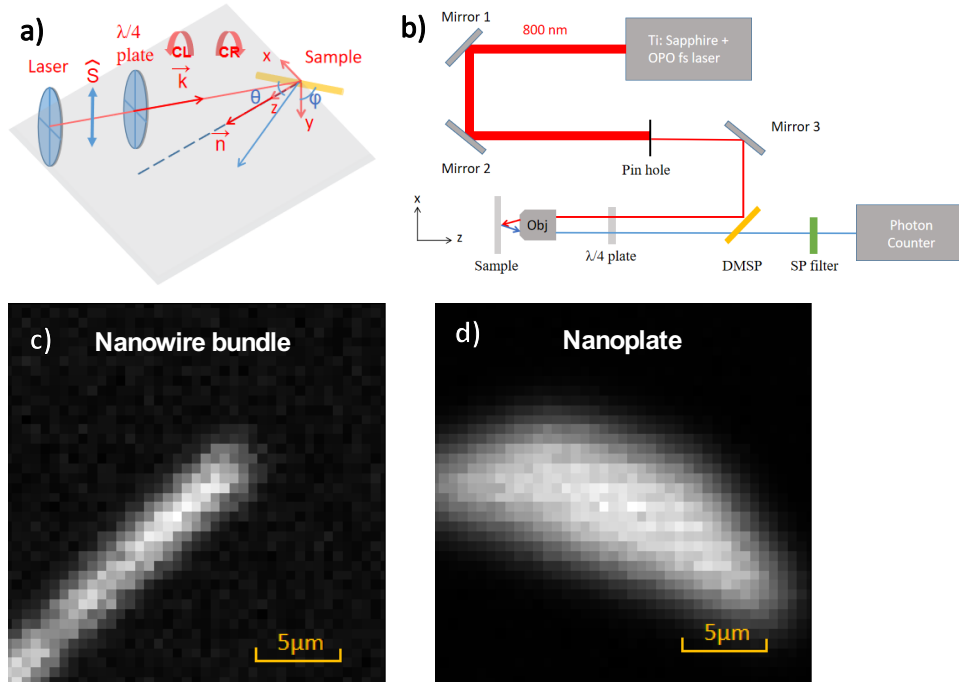 a)
λ/4
plate
Laser
Ŝ
CL
CR
k
Sample
x
θ
z
φ
y
n
b)
Mirror 1
800 nm
Ti: Sapphire +
OPO fs laser
Mirror 2
Pin hole
Mirror 3
x
z
Obj
Sample
λ/4 plate
DMSP
SP filter
Photon
Counter
c)
Nanowire bundle
5μm
d)
Nanoplate
5μm